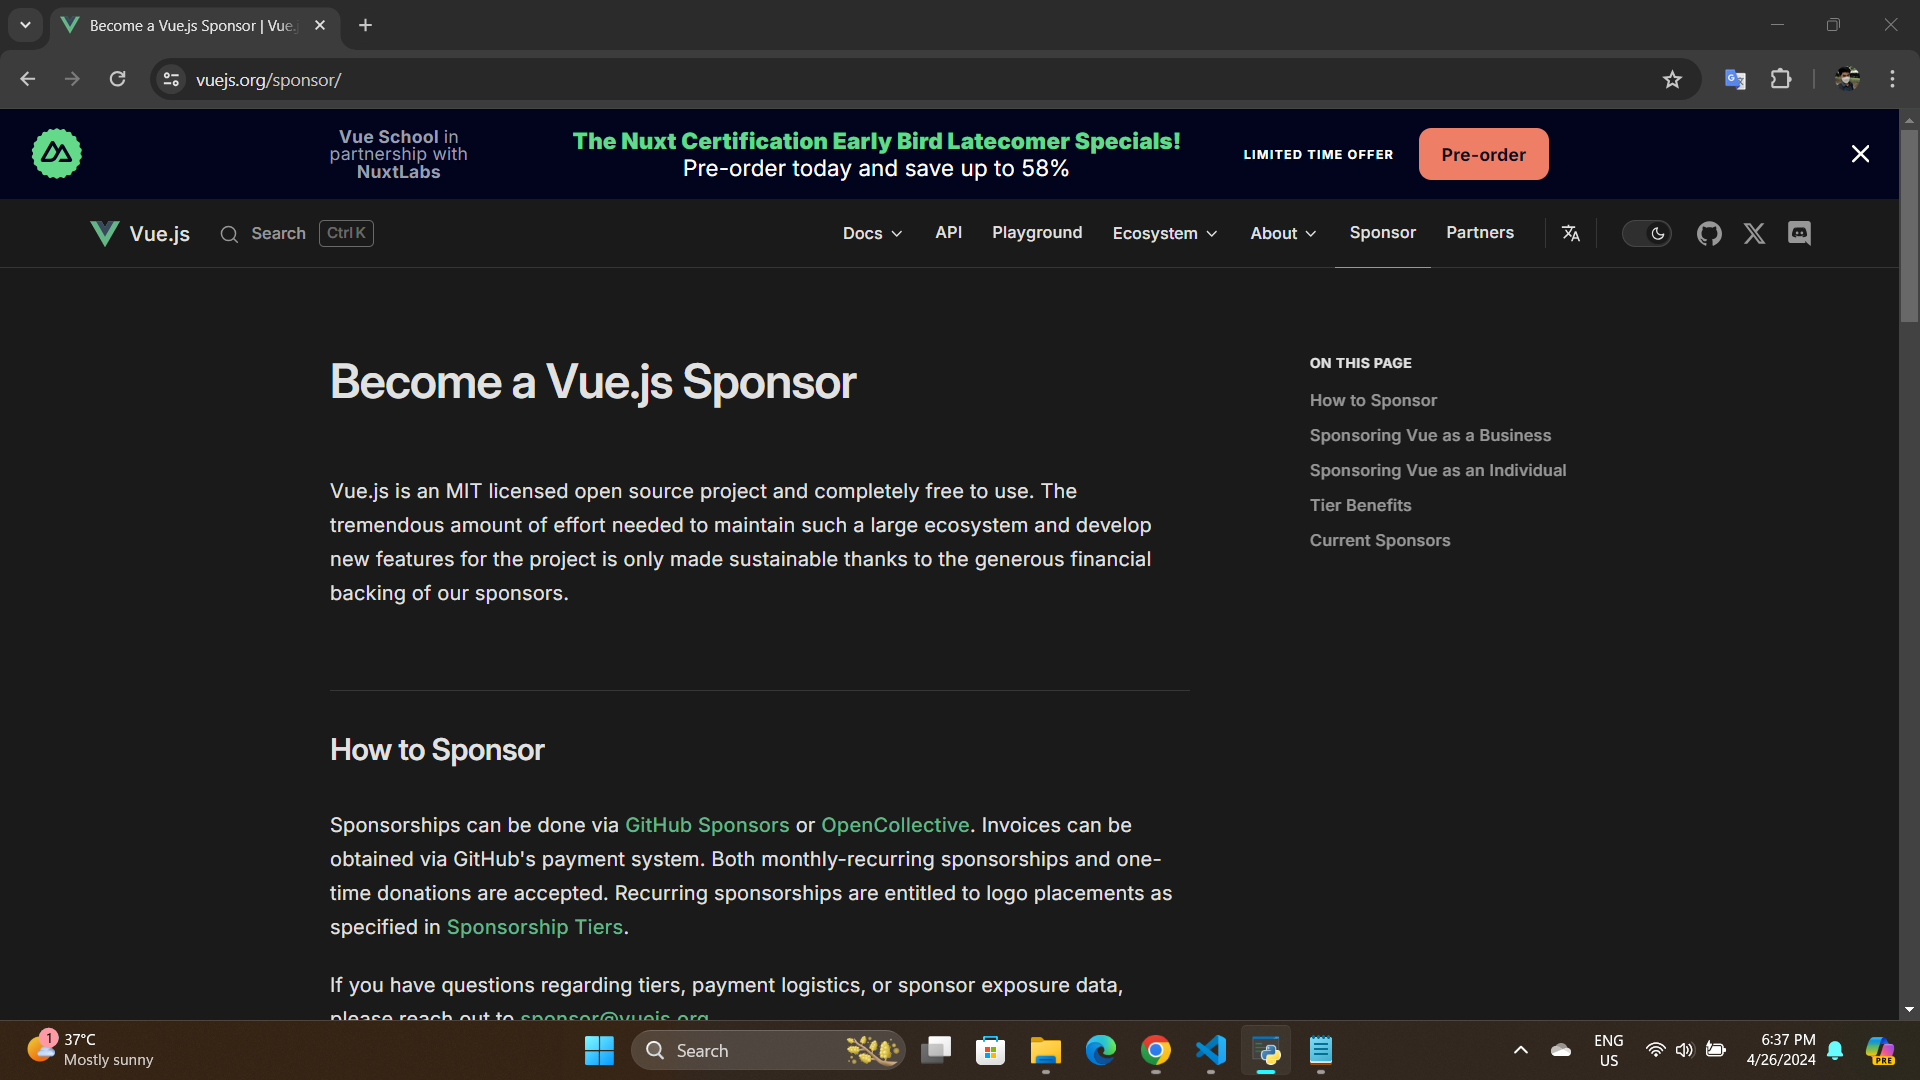 Become a Vue.js Sponsor | Vue.j
vuejs.org/sponsor/
Vue School in
partnership with
NuxtLabs
The Nuxt Certification Early Bird Latecomer Specials!
Pre-order today and save up to 58%
LIMITED TIME OFFER
Pre-order
Vue.js
Search
Ctrl K
Docs
API
Playground
Ecosystem
About
Sponsor
Partners
Become a Vue.js Sponsor
Vue.js is an MIT licensed open source project and completely free to use. The
tremendous amount of effort needed to maintain such a large ecosystem and develop
new features for the project is only made sustainable thanks to the generous financial
backing of our sponsors.
ON THIS PAGE
How to Sponsor
Sponsoring Vue as a Business
Sponsoring Vue as an Individual
Tier Benefits
Current Sponsors
How to Sponsor
Sponsorships can be done via GitHub Sponsors or OpenCollective. Invoices can be
obtained via GitHub's payment system. Both monthly-recurring sponsorships and one-
time donations are accepted. Recurring sponsorships are entitled to logo placements as
specified in Sponsorship Tiers.
If you have questions regarding tiers, payment logistics, or sponsor exposure data,
please reach out to sponsor@vuejs.org
1
37°C
Mostly sunny
Search
ENG
US
6:37 PM
4/26/2024
PRE